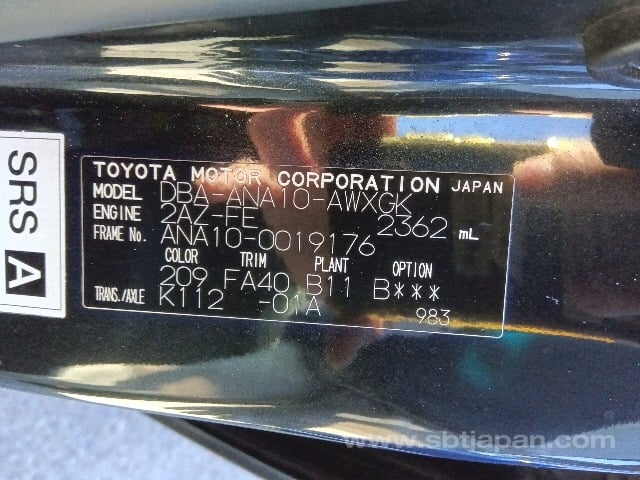 SRS A
TOYOTA MOTOR CORPORATION JAPAN
MODEL DBA-ANA10-AWXGK
ENGINE 2AZ-FE 2362 mL
FRAME NO. ANA10-0019176
COLOR TRIM PLANT OPTION
209 FA40 B11 B***
TRANS./AXLE K112 -01A
983
www.sbtjapan.com